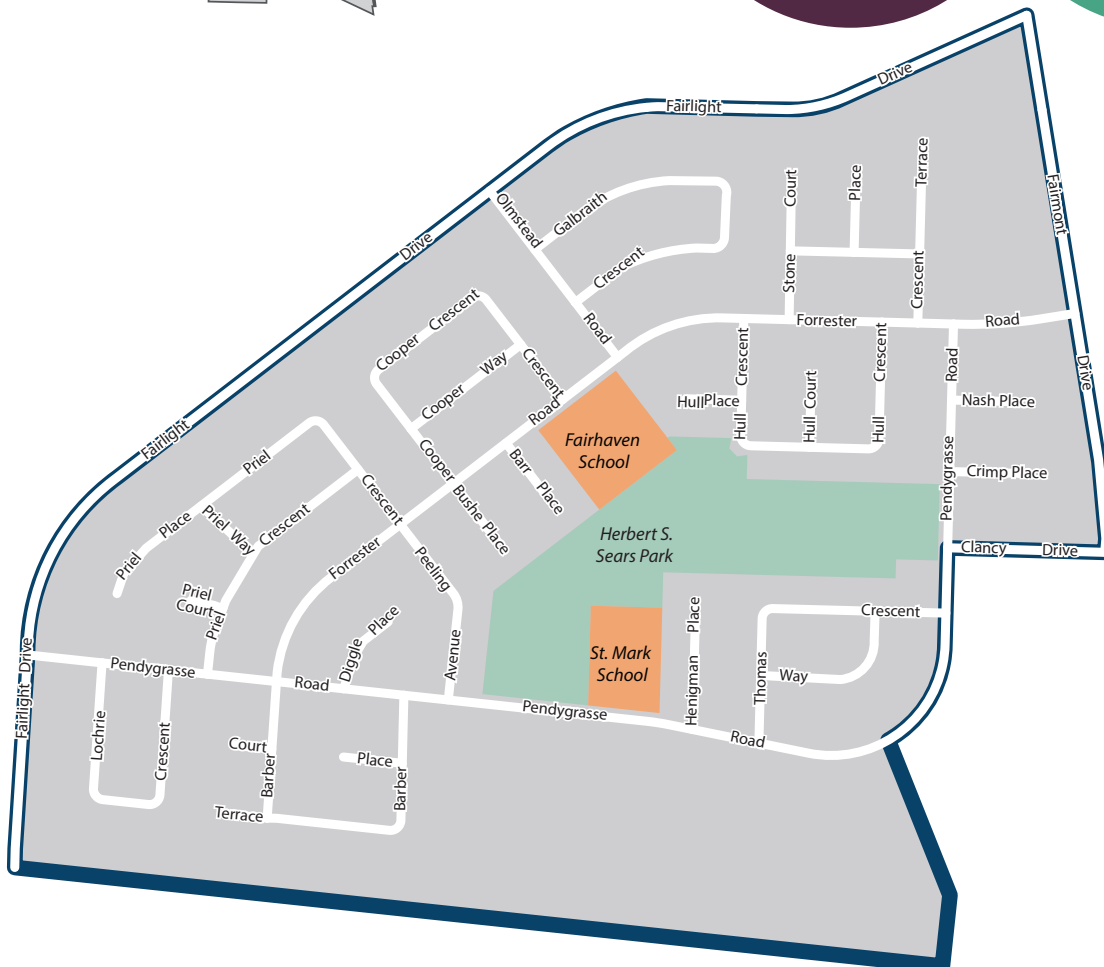 Drive
Fairlight
Fairmont
Drive
Fairlight
Drive
Fairlight Drive
Olmstead
Road
Galbraith
Crescent
Court
Place
Terrace
Stone
Crescent
Forrester
Road
Cooper Crescent
Cooper Way
Crescent
Road
Cooper
Bushe Place
Barr Place
Fairhaven
School
Hull Place
Hull Crescent
Hull Court
Hull Crescent
Road
Pendygrasse
Nash Place
Crimp Place
Clancy Drive
Herbert S.
Sears Park
Priel
Place
Priel
Priel Way
Crescent
Crescent
Priel
Court
Priel
Forrester
Peeling
Avenue
Diggle Place
St. Mark
School
Henigman Place
Crescent
Thomas
Way
Pendygrasse
Road
Pendygrasse
Road
Lochrie
Crescent
Court
Barber
Terrace
Place
Barber